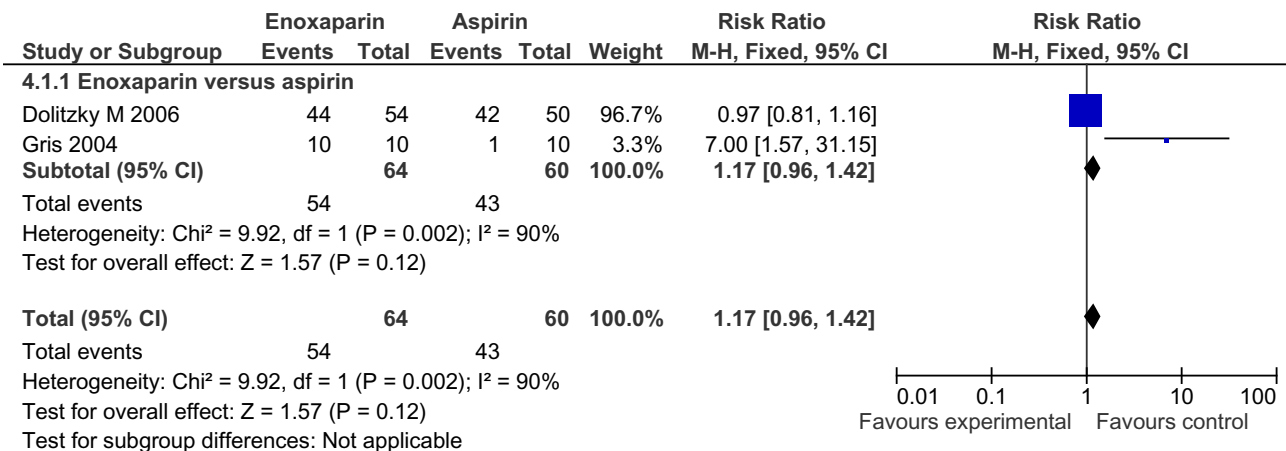 Enoxaparin Aspirin Risk Ratio Risk Ratio
Study or Subgroup Events Total Events Total Weight M-H, Fixed, 95% CI M-H, Fixed, 95% CI
4.1.1 Enoxaparin versus aspirin
Dolitzky M 2006 44 54 42 50 96.7% 0.97 [0.81, 1.16]
Gris 2004 10 10 1 10 3.3% 7.00 [1.57, 31.15]
Subtotal (95% CI) 64 60 100.0% 1.17 [0.96, 1.42]
Total events 54 43
Heterogeneity: Chi² = 9.92, df = 1 (P = 0.002); I² = 90%
Test for overall effect: Z = 1.57 (P = 0.12)
Total (95% CI) 64 60 100.0% 1.17 [0.96, 1.42]
Total events 54 43
Heterogeneity: Chi² = 9.92, df = 1 (P = 0.002); I² = 90%
Test for overall effect: Z = 1.57 (P = 0.12)
Test for subgroup differences: Not applicable
0.01 0.1 1 10 100
Favours experimental Favours control